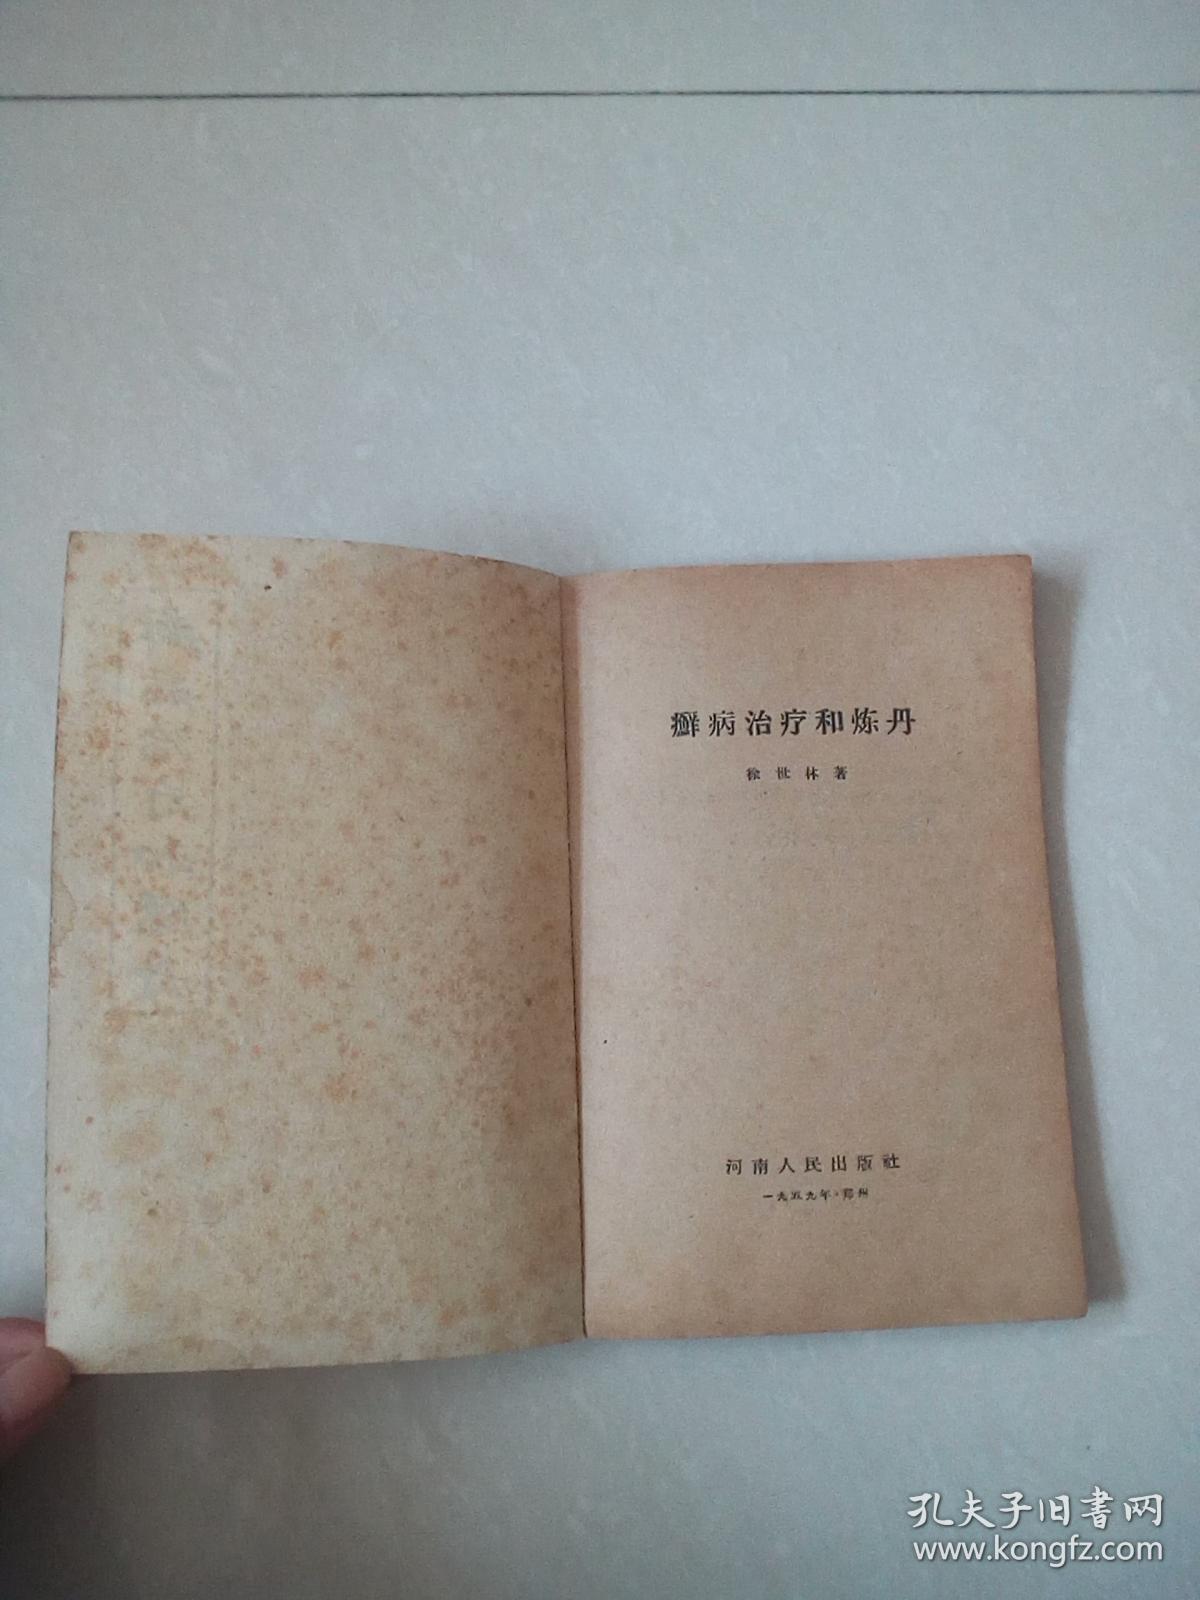 癣病治疗和炼丹
徐世林著
河南人民出版社
一九五九年·郑州
孔夫子旧书网
www.kongfz.com